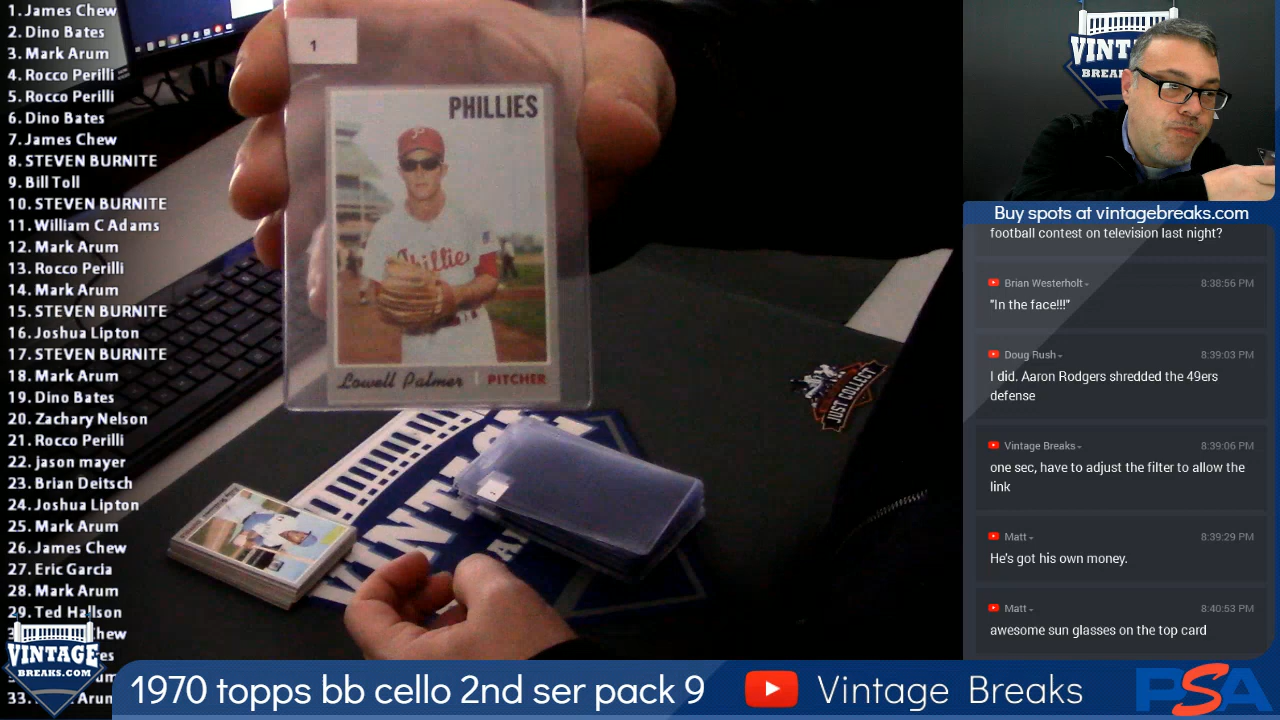 1. James Chew
2. Dino Bates
3. Mark Arum
4. Rocco Perilli
5. Rocco Perilli
6. Dino Bates
7. James Chew
8. STEVEN BURNITE
9. Bill Toll
10. STEVEN BURNITE
11. William C Adams
12. Mark Arum
13. Rocco Perilli
14. Mark Arum
15. STEVEN BURNITE
16. Joshua Lipton
17. STEVEN BURNITE
18. Mark Arum
19. Dino Bates
20. Zachary Nelson
21. Rocco Perilli
22. jason mayer
23. Brian Deitsch
24. Joshua Lipton
25. Mark Arum
26. James Chew
27. Eric Garcia
28. Mark Arum
29. Ted Hallson
hew
33.
Arum
VINTAGE
BREAKS.COM
1
PHILLIES
Phillie
Lowell Palmer
PITCHER
JUST COLLECT
VINTAG
VINT
BREAK
Buy spots at vintagebreaks.com
football contest on television last night?
Brian Westerholt
8:38:56 PM
"In the face!!!"
Doug Rush
8:39:03 PM
I did. Aaron Rodgers shredded the 49ers
defense
Vintage Breaks
8:39:06 PM
one sec, have to adjust the filter to allow the
link
Matt
8:39:29 PM
He's got his own money.
Matt
8:40:53 PM
awesome sun glasses on the top card
1970 topps bb cello 2nd ser pack 9
Vintage Breaks
PSA